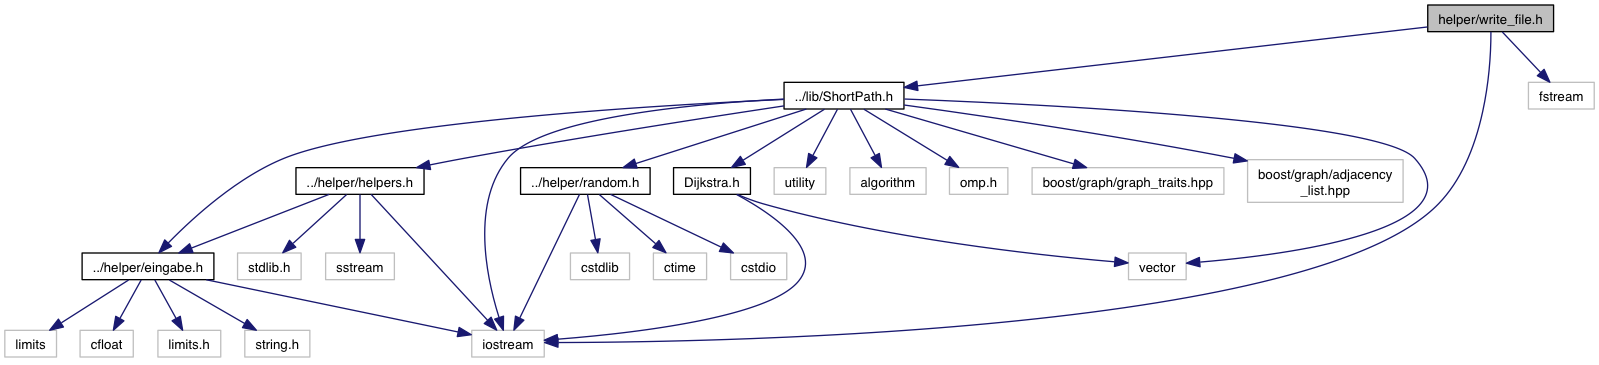 helper/write_file.h
../lib/ShortPath.h
fstream
../helper/helpers.h
../helper/random.h
Dijkstra.h
utility
algorithm
omp.h
boost/graph/graph_traits.hpp
boost/graph/adjacency
_list.hpp
../helper/eingabe.h
stdlib.h
sstream
cstdlib
ctime
cstdio
vector
limits
cfloat
limits.h
string.h
iostream